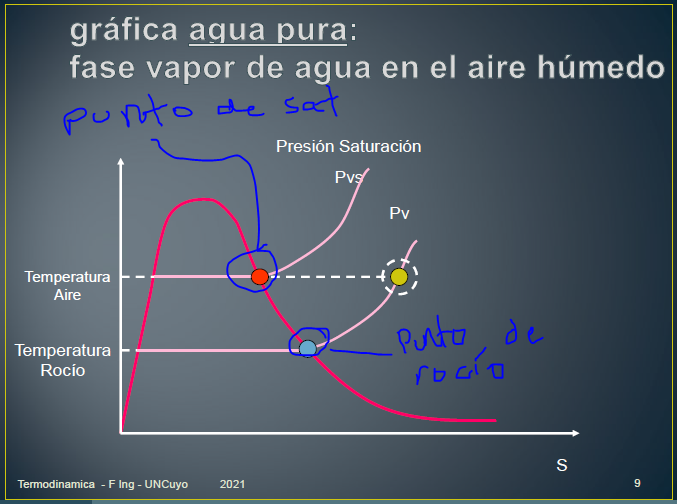 gráfica agua pura:
fase vapor de agua en el aire húmedo
punto de sat
Presión Saturación
Pvs
Pv
Temperatura
Aire
Temperatura
Rocío
punto de
rocío
S
Termodinamica - F Ing - UNCuyo 2021
9